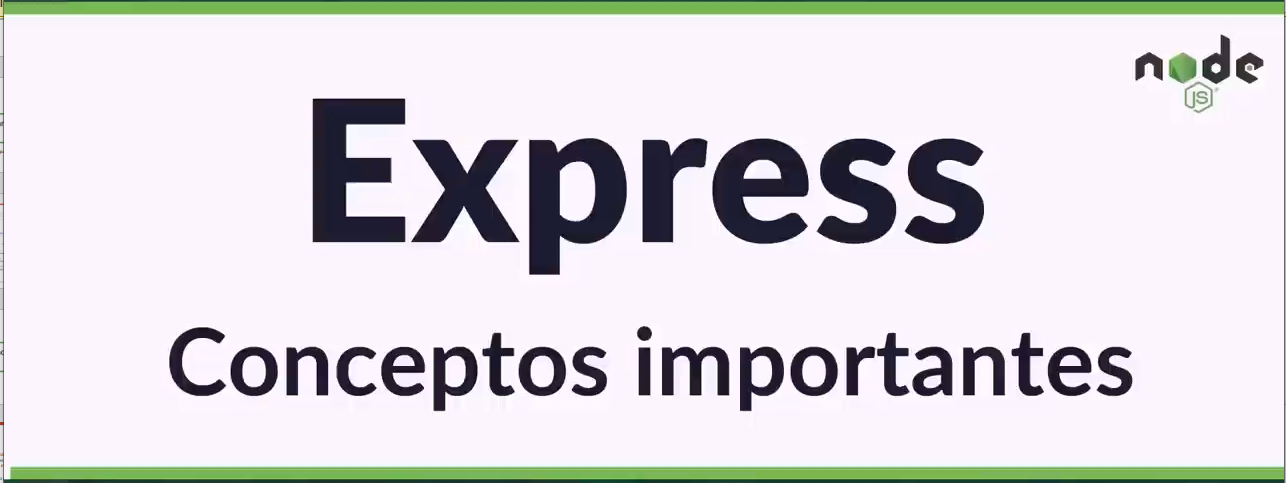 node
JS
Express
Conceptos importantes